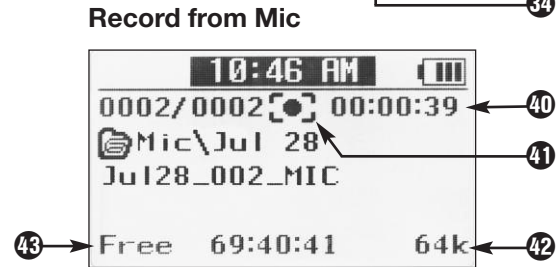 34
Record from Mic
10:46 AM
0002/0002 00:00:39 40
Mic\Jul 28 41
Jul28_002_MIC
43 Free 69:40:41 64k 42